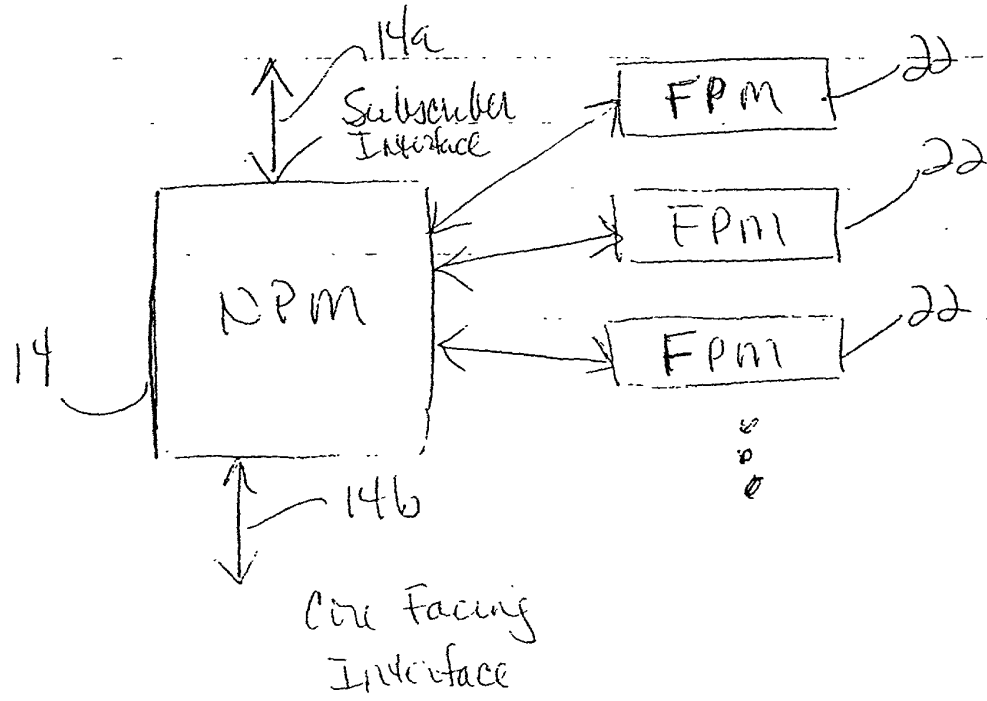 14a
Subscriber
Interface
FPM
22
FPM
22
NPM
FPM
22
14
14b
Core Facing
Interface